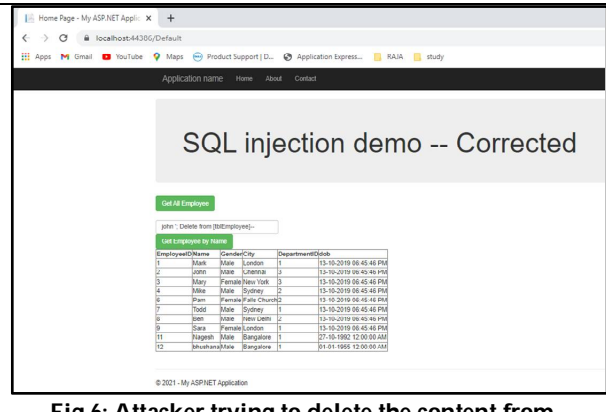 Home Page - My ASP.NET Applic
localhost:44386/Default
Apps Gmail YouTube Maps Product Support | D... Application Express... RAJA study
Application name Home About Contact
SQL injection demo -- Corrected
Get All Employee
john '; Delete from [tblEmployee]--
Get Employee by Name
EmployeeID Name Gender City DepartmentID dob
1 Mark Male London 1 13-10-2019 06:45:46 PM
2 John Male Chennai 3 13-10-2019 06:45:46 PM
3 Mary Female New York 3 13-10-2019 06:45:46 PM
4 Mike Male Sydney 2 13-10-2019 06:45:46 PM
6 Pam Female Falls Church 2 13-10-2019 06:45:46 PM
7 Todd Male Sydney 1 13-10-2019 06:45:46 PM
8 Ben Male New Delhi 2 13-10-2019 06:45:46 PM
9 Sara Female London 1 13-10-2019 06:45:46 PM
11 Nagesh Male Bangalore 1 27-10-1992 12:00:00 AM
12 bhushana Male Bangalore 1 01-01-1955 12:00:00 AM
© 2021 - My ASP.NET Application
Fig 6: Attacker trying to delete the content from